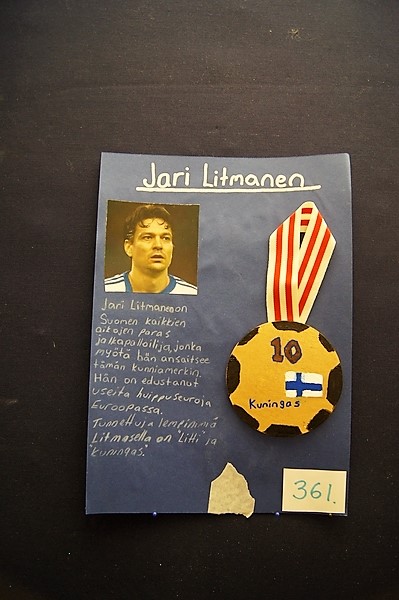 Jari Litmanen
Jari Litmanen on
Suomen kaikkien
aikojen paras
jalkapalloilija, jonka
myötä hän ansaitsee
tämän kunniamerkin.
Hän on edustanut
useita huippuseuroja
Euroopassa.
Tunnettuja lempinimiä
Litmasella on "Litti" ja
"kuningas."
10
Kuningas
361.